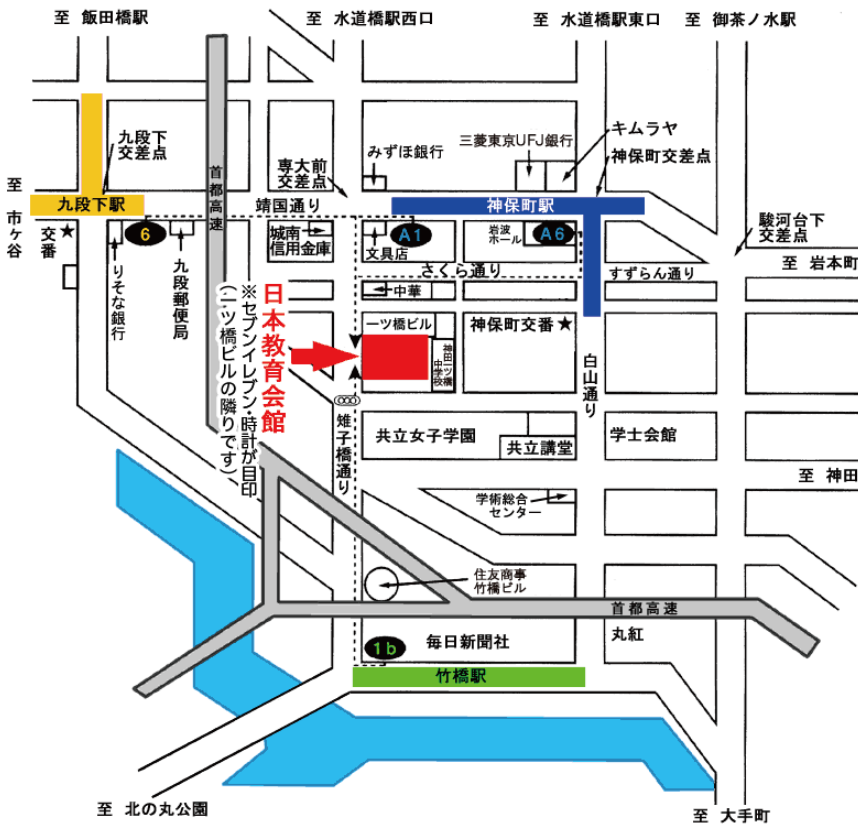 至 飯田橋駅
至 水道橋駅西口
至 水道橋駅東口
至 御茶ノ水駅
九段下
交差点
首都高速
専大前
交差点
みずほ銀行
三菱東京UFJ銀行
キムラヤ
神保町交差点
至 市ヶ谷
九段下駅
靖国通り
神保町駅
駿河台下
交差点
交番★
6
城南
信用金庫
文具店
A1
岩波
ホール
A6
りそな銀行
九段郵便局
さくら通り
すずらん通り
至 岩本町
中華
日本教育会館
※セブンイレブン・時計が目印
(一ツ橋ビルの隣りです)
一ツ橋ビル
神田一ツ橋
中学校
神保町交番★
白山通り
雉子橋通り
共立女子学園
共立講堂
学士会館
至 神田
学術総合
センター
住友商事
竹橋ビル
首都高速
1b
毎日新聞社
丸紅
竹橋駅
至 北の丸公園
至 大手町